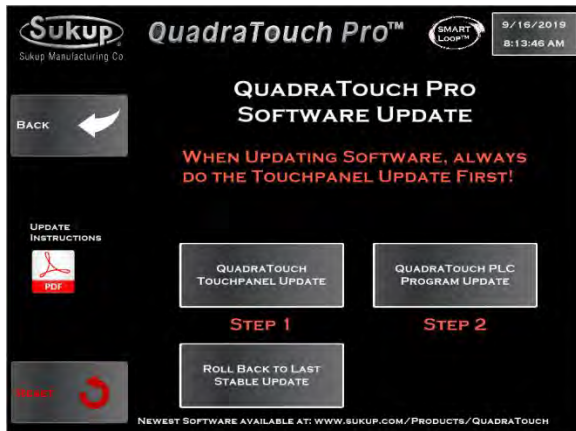 Sukup
Sukup Manufacturing Co
QuadraTouch Pro™
SMART
LOOP™
9/16/2019
8:13:46 AM
BACK
QUADRATOUCH PRO
SOFTWARE UPDATE
WHEN UPDATING SOFTWARE, ALWAYS
DO THE TOUCHPANEL UPDATE FIRST!
UPDATE
INSTRUCTIONS
PDF
QUADRATOUCH
TOUCHPANEL UPDATE
QUADRATOUCH PLC
PROGRAM UPDATE
STEP 1
STEP 2
ROLL BACK TO LAST
STABLE UPDATE
RESET
NEWEST SOFTWARE AVAILABLE AT: WWW.SUKUP.COM/PRODUCTS/QUADRATOUCH